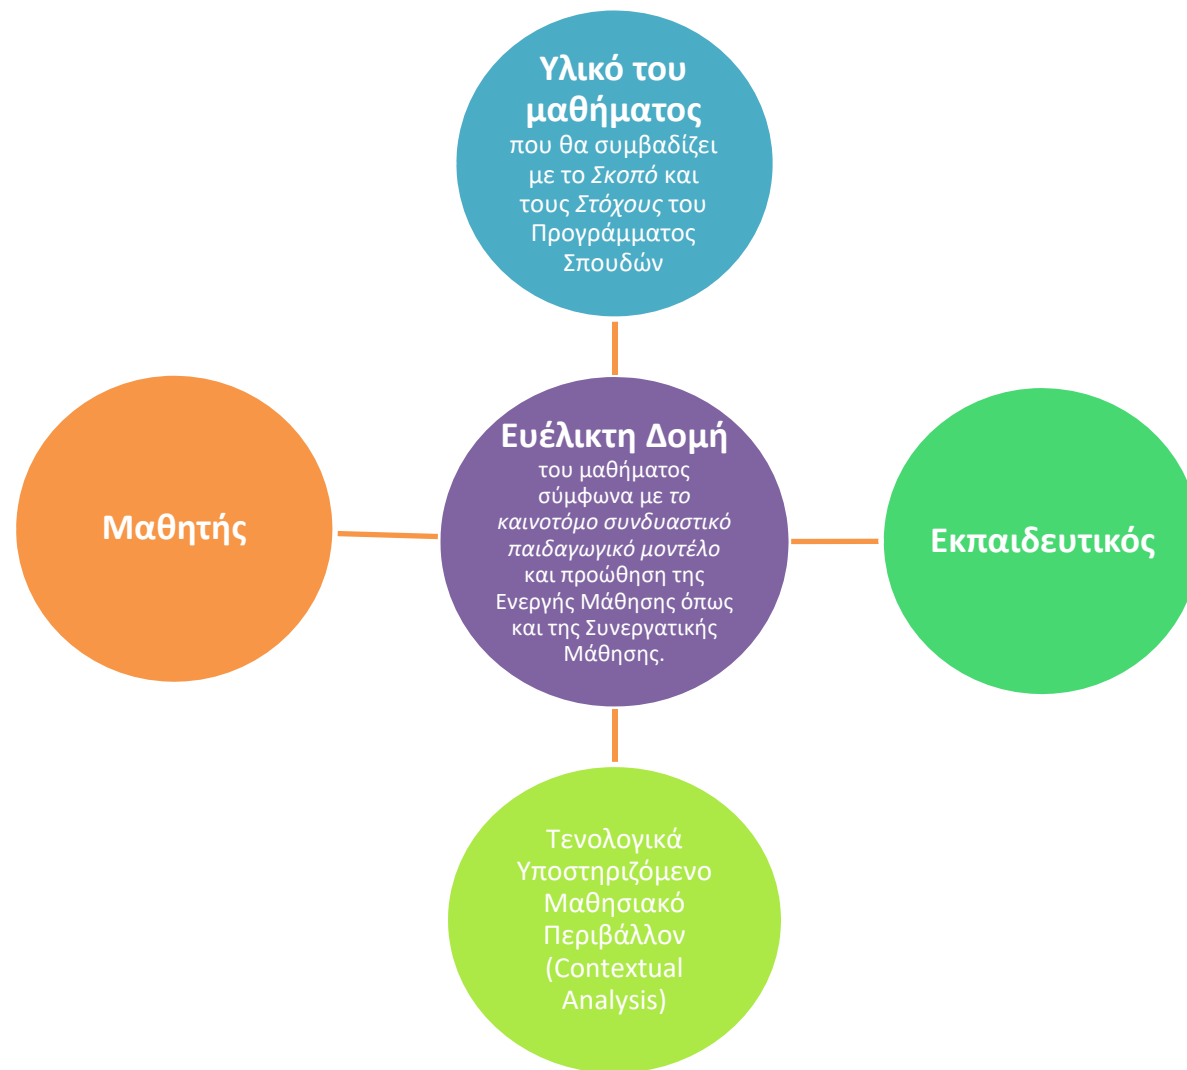 Υλικό του
μαθήματος
που θα συμβαδίζει
με το Σκοπό και
τους Στόχους του
Προγράμματος
Σπουδών
Μαθητής
Ευέλικτη Δομή
του μαθήματος
σύμφωνα με το
καινοτόμο συνδυαστικό
παιδαγωγικό μοντέλο
και προώθηση της
Ενεργής Μάθησης όπως
και της Συνεργατικής
Μάθησης.
Εκπαιδευτικός
Τενολογικά
Υποστηριζόμενο
Μαθησιακό
Περιβάλλον
(Contextual
Analysis)